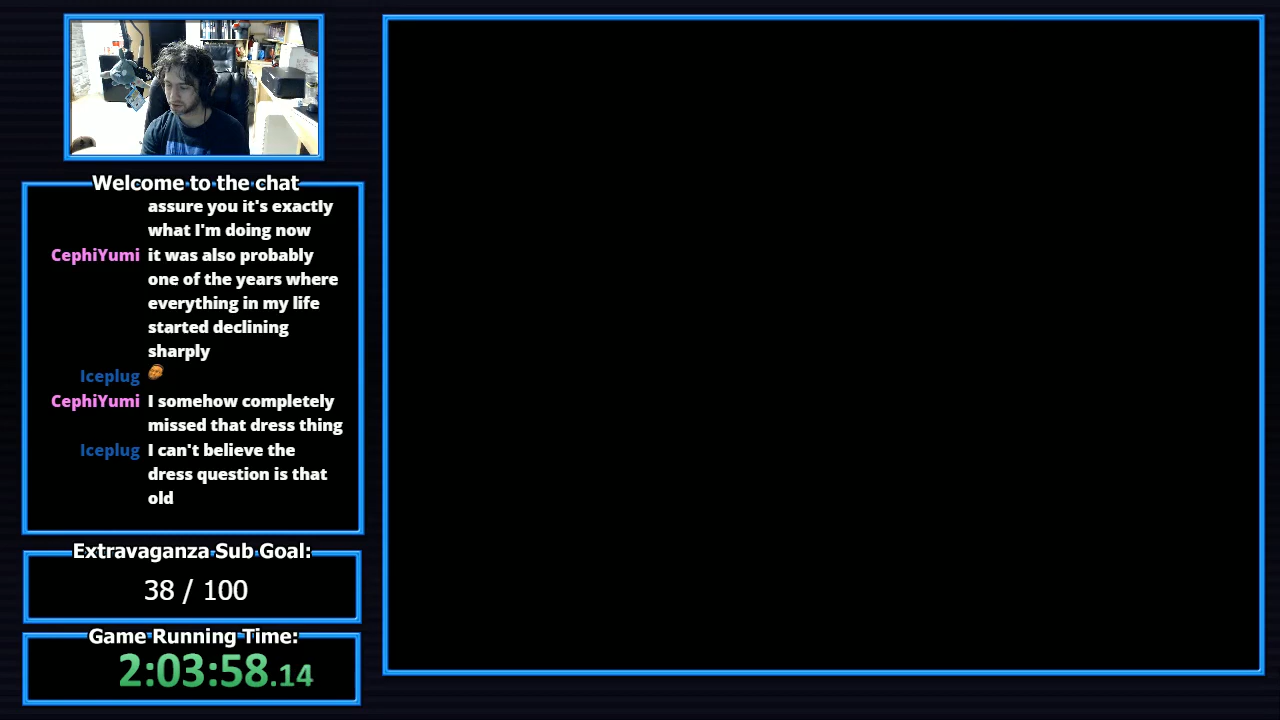 Welcome to the chat
assure you it's exactly
what I'm doing now
CephiYumi it was also probably
one of the years where
everything in my life
started declining
sharply
Iceplug
CephiYumi I somehow completely
missed that dress thing
Iceplug I can't believe the
dress question is that
old
Extravaganza Sub Goal:
38 / 100
Game Running Time:
2:03:58.14